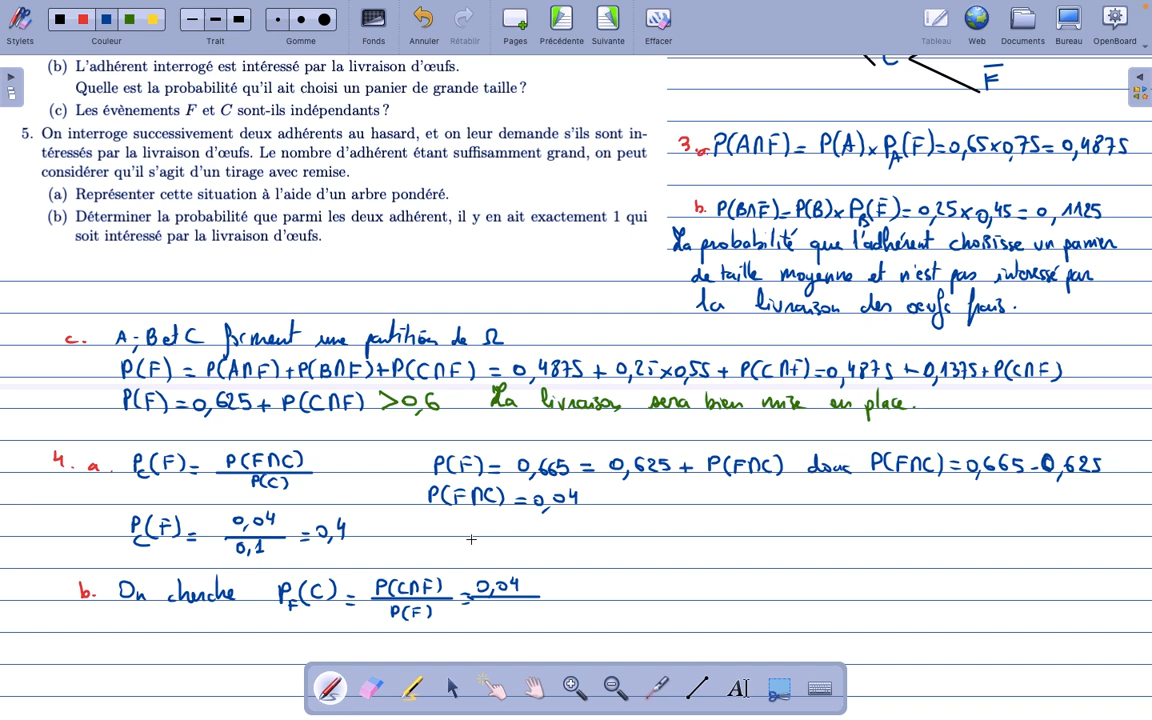 Stylets Couleur Trait Gomme Fonds Annuler Rétablir Pages Précédente Suivante Effacer Tableau Web Documents Bureau OpenBoard
(b) L'adhérent interrogé est intéressé par la livraison d'œufs.
Quelle est la probabilité qu'il ait choisi un panier de grande taille ?
(c) Les évènements F et C sont-ils indépendants ?
5. On interroge successivement deux adhérents au hasard, et on leur demande s'ils sont in-
téressés par la livraison d'œufs. Le nombre d'adhérent étant suffisamment grand, on peut
considérer qu'il s'agit d'un tirage avec remise.
(a) Représenter cette situation à l'aide d'un arbre pondéré.
(b) Déterminer la probabilité que parmi les deux adhérent, il y en ait exactement 1 qui
soit intéressé par la livraison d'œufs.
C
F̅
3. a. P(A∩F) = P(A) × P_A(F) = 0,65 × 0,75 = 0,4875
b. P(B∩F̅) = P(B) × P_B(F̅) = 0,25 × 0,45 = 0,1125
La probabilité que l'adhérent choisisse un panier
de taille moyenne et n'est pas interessé par
la livraison des oeufs frais.
c. A, B et C forment une partition de Ω
P(F) = P(A∩F) + P(B∩F) + P(C∩F) = 0,4875 + 0,25 × 0,55 + P(C∩F) = 0,4875 + 0,1375 + P(C∩F)
P(F) = 0,625 + P(C∩F) > 0,6 La livraison sera bien mise en place.
4. a. P_C(F) = P(F∩C) / P(C) P(F) = 0,665 = 0,625 + P(F∩C) donc P(F∩C) = 0,665 - 0,625
P(F∩C) = 0,04
P_C(F) = 0,04 / 0,1 = 0,4
b. On cherche P_F(C) = P(C∩F) / P(F) = 0,04
AI